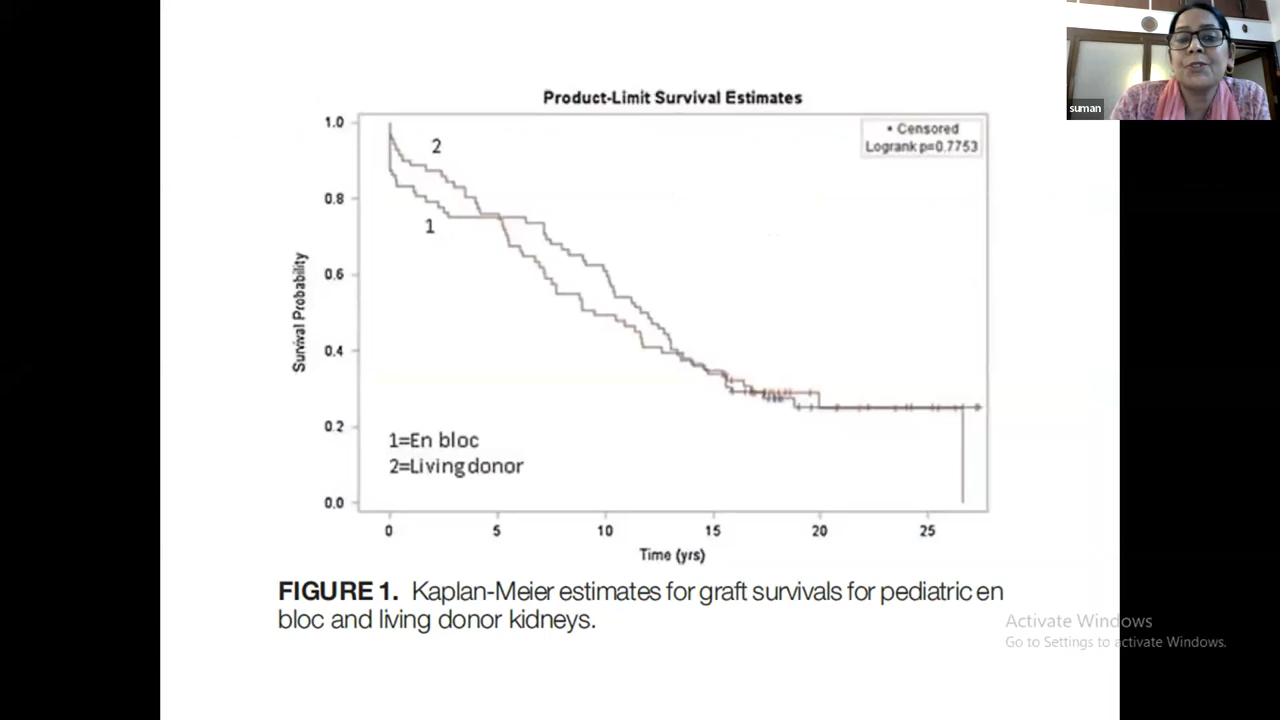 suman
Product-Limit Survival Estimates
• Censored
Logrank p=0.7753
1.0
0.8
0.6
0.4
0.2
0.0
Survival Probability
2
1
1=En bloc
2=Living donor
0 5 10 15 20 25
Time (yrs)
FIGURE 1. Kaplan-Meier estimates for graft survivals for pediatric en
bloc and living donor kidneys.
Activate Windows
Go to Settings to activate Windows.